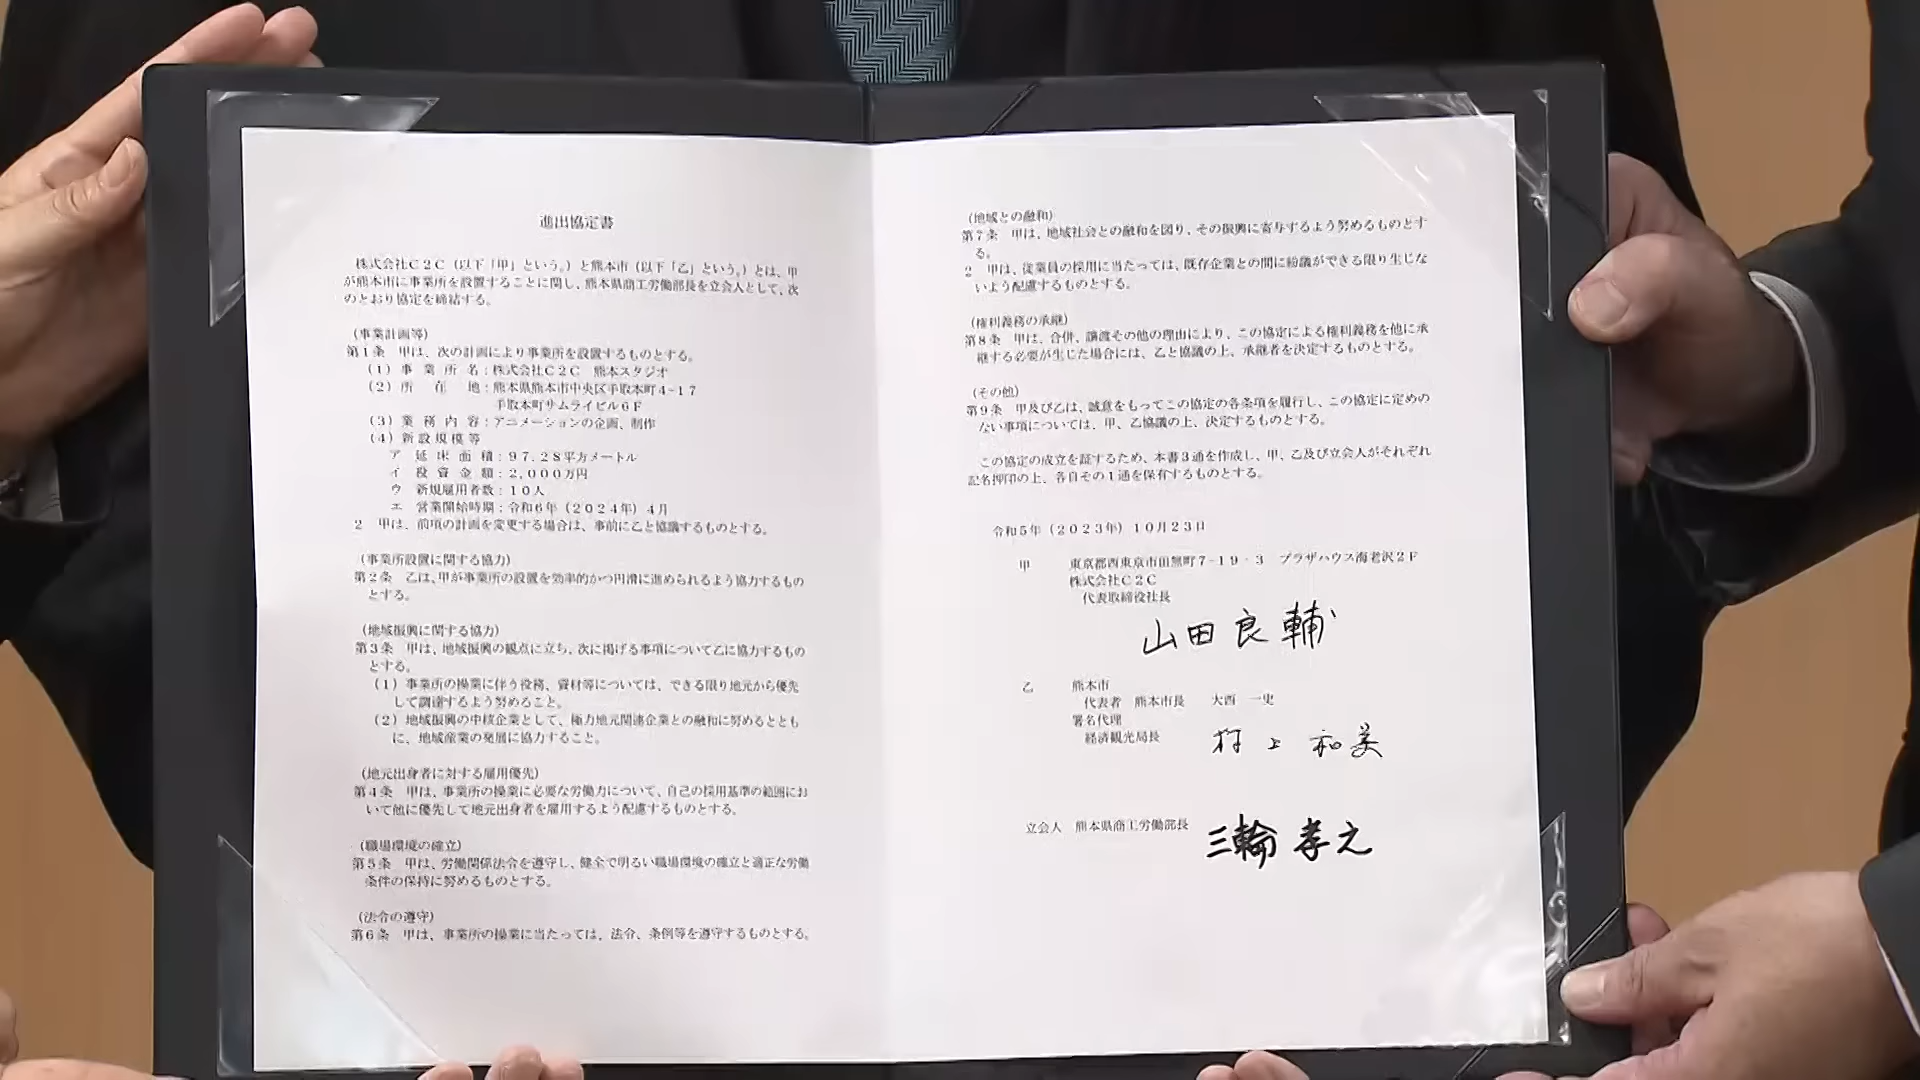 進出協定書
株式会社C2C（以下「甲」という。）と熊本市（以下「乙」という。）とは、甲
が熊本市に事業所を設置することに関し、熊本県商工労働部長を立会人として、次
のとおり協定を締結する。
（事業計画等）
第1条　甲は、次の計画により事業所を設置するものとする。
（1）事業所名：株式会社C2C　熊本スタジオ
（2）所在地：熊本県熊本市中央区手取本町4-17
手取本町サムライビル6F
（3）業務内容：アニメーションの企画、制作
（4）新設規模等
ア　延床面積：97.28平方メートル
イ　投資金額：2,000万円
ウ　新規雇用者数：10人
エ　営業開始時期：令和6年（2024年）4月
2　甲は、前項の計画を変更する場合は、事前に乙と協議するものとする。
（事業所設置に関する協力）
第2条　乙は、甲が事業所の設置を効率的かつ円滑に進められるよう協力するもの
とする。
（地域振興に関する協力）
第3条　甲は、地域振興の観点に立ち、次に掲げる事項について乙に協力するもの
とする。
（1）事業所の操業に伴う役務、資材等については、できる限り地元から優先
して調達するよう努めること。
（2）地域振興の中核企業として、極力地元関連企業との融和に努めるととも
に、地域産業の発展に協力すること。
（地元出身者に対する雇用優先）
第4条　甲は、事業所の操業に必要な労働力について、自己の採用基準の範囲にお
いて他に優先して地元出身者を雇用するよう配慮するものとする。
（職場環境の確立）
第5条　甲は、労働関係法令を遵守し、健全で明るい職場環境の確立と適正な労働
条件の保持に努めるものとする。
（法令の遵守）
第6条　甲は、事業所の操業に当たっては、法令、条例等を遵守するものとする。
（地域との融和）
第7条　甲は、地域社会との融和を図り、その振興に寄与するよう努めるものとす
る。
2　甲は、従業員の採用に当たっては、既存企業との間に紛議ができる限り生じな
いよう配慮するものとする。
（権利義務の承継）
第8条　甲は、合併、譲渡その他の理由により、この協定による権利義務を他に承
継する必要が生じた場合には、乙と協議の上、承継者を決定するものとする。
（その他）
第9条　甲及び乙は、誠意をもってこの協定の各条項を履行し、この協定に定めの
ない事項については、甲、乙協議の上、決定するものとする。
この協定の成立を証するため、本書3通を作成し、甲、乙及び立会人がそれぞれ
記名押印の上、各自その1通を保有するものとする。
令和5年（2023年）10月23日
甲　東京都西東京市田無町7-19-3　プラザハウス海老沢2F
株式会社C2C
代表取締役社長
山田良輔
乙　熊本市
代表者　熊本市長　大西　一史
署名代理
経済観光局長　村上和美
立会人　熊本県商工労働部長　三輪孝之